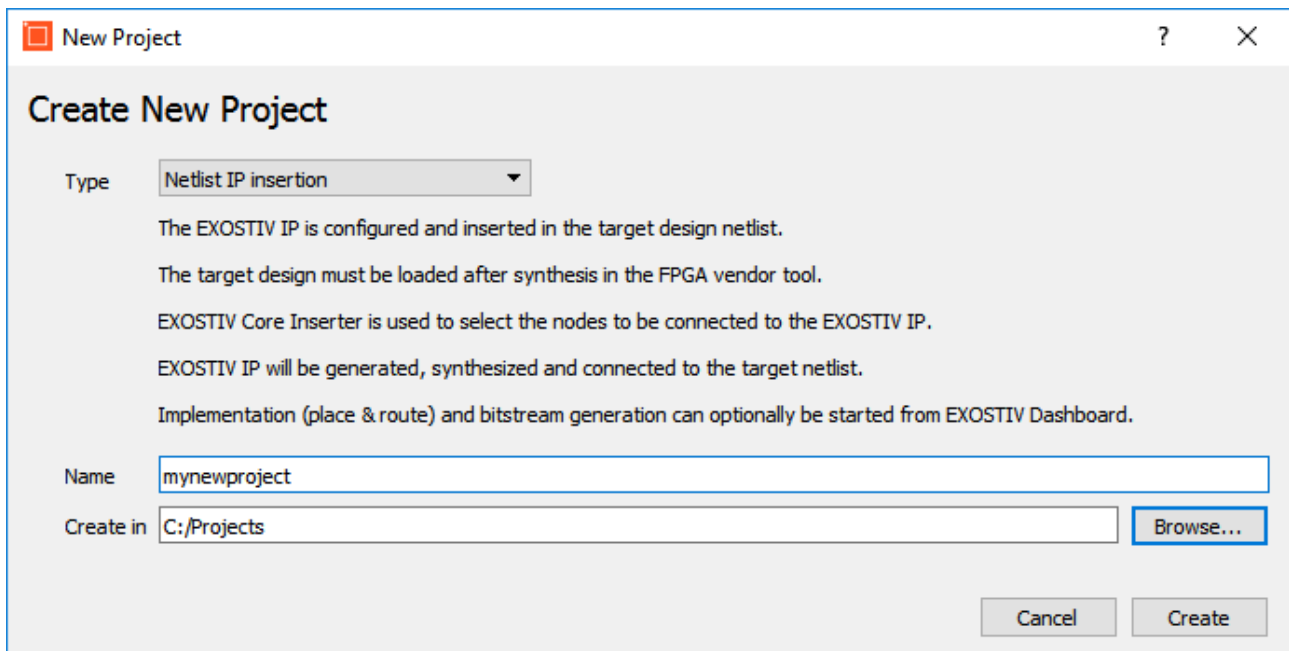 New Project
?
Create New Project
Type Netlist IP insertion
The EXOSTIV IP is configured and inserted in the target design netlist.
The target design must be loaded after synthesis in the FPGA vendor tool.
EXOSTIV Core Inserter is used to select the nodes to be connected to the EXOSTIV IP.
EXOSTIV IP will be generated, synthesized and connected to the target netlist.
Implementation (place & route) and bitstream generation can optionally be started from EXOSTIV Dashboard.
Name mynewproject
Create in C:/Projects Browse...
Cancel Create